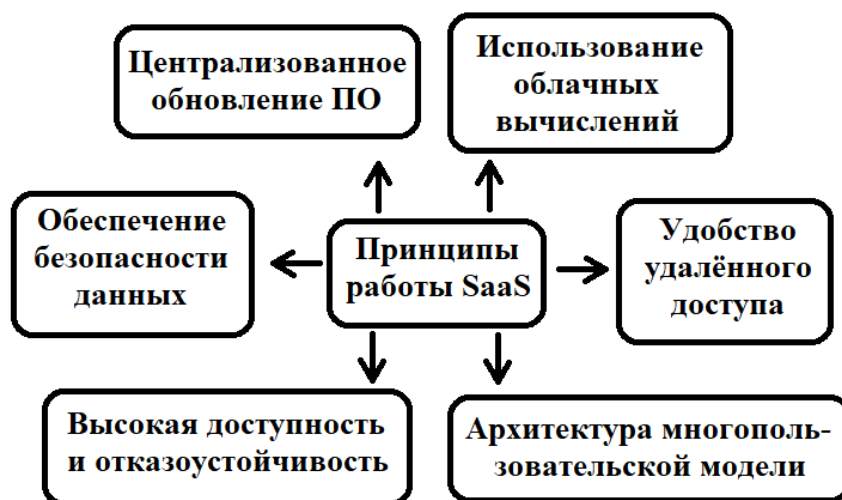 Централизованное
обновление ПО
Использование
облачных
вычислений
Обеспечение
безопасности
данных
Принципы
работы SaaS
Удобство
удалённого
доступа
Высокая доступность
и отказоустойчивость
Архитектура многополь-
зовательской модели